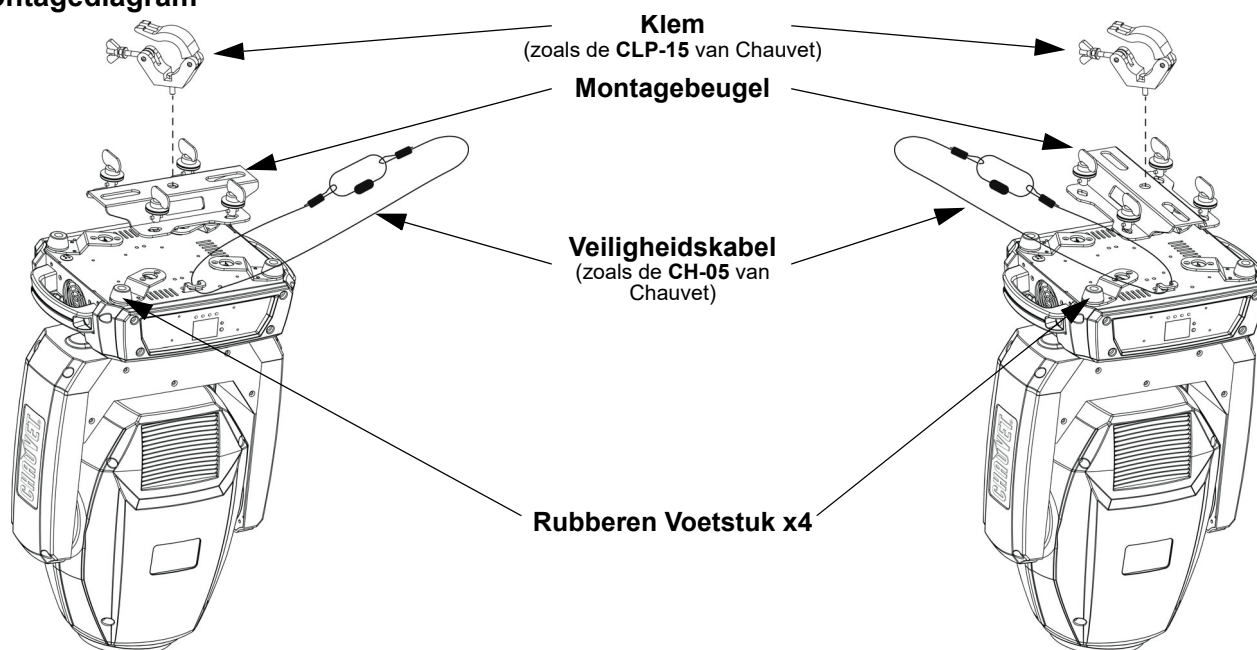 ontagediagram
Klem
(zoals de CLP-15 van Chauvet)
Montagebeugel
Veiligheidskabel
(zoals de CH-05 van
Chauvet)
Rubberen Voetstuk x4
CHAUVET
CHAUVET